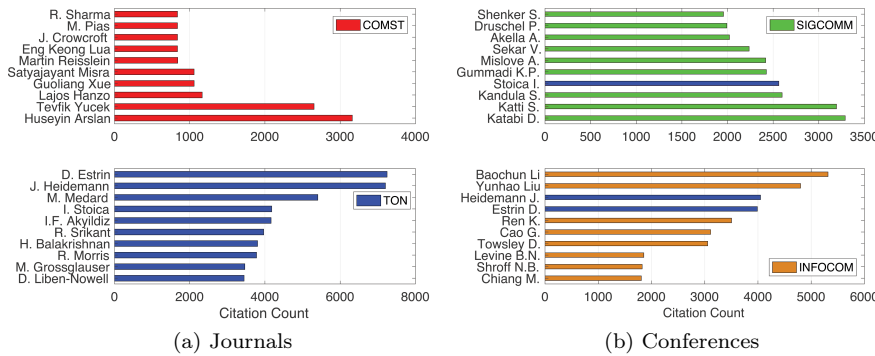 R. Sharma
M. Pias
J. Crowcroft
Eng Keong Lua
Martin Reisslein
Satyajayant Misra
Guoliang Xue
Lajos Hanzo
Tevfik Yucek
Huseyin Arslan
COMST
0 1000 2000 3000 4000
D. Estrin
J. Heidemann
M. Medard
I. Stoica
I.F. Akyildiz
R. Srikant
H. Balakrishnan
R. Morris
M. Grossglauser
D. Liben-Nowell
TON
0 2000 4000 6000 8000
Citation Count
(a) Journals
Shenker S.
Druschel P.
Akella A.
Sekar V.
Mislove A.
Gummadi K.P.
Stoica I.
Kandula S.
Katti S.
Katabi D.
SIGCOMM
0 500 1000 1500 2000 2500 3000 3500
Baochun Li
Yunhao Liu
Heidemann J.
Estrin D.
Ren K.
Cao G.
Towsley D.
Levine B.N.
Shroff N.B.
Chiang M.
INFOCOM
0 1000 2000 3000 4000 5000 6000
Citation Count
(b) Conferences